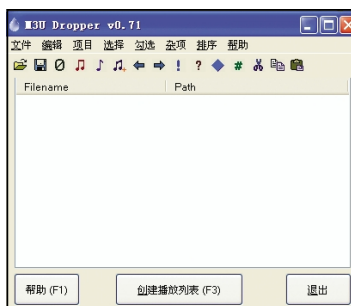 M3U Dropper v0.71
文件 编辑 项目 选择 勾选 杂项 排序 帮助
Filename Path
帮助 (F1) 创建播放列表 (F3) 退出